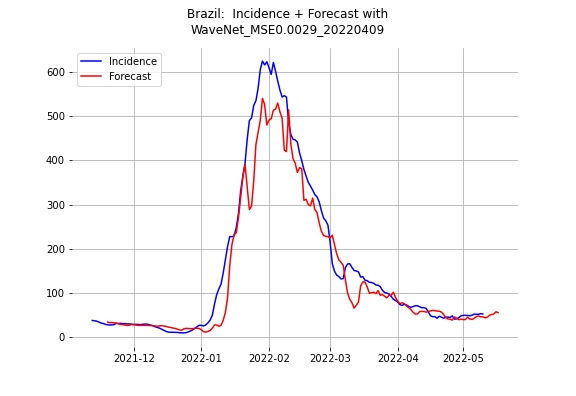 Brazil:  Incidence + Forecast with
WaveNet_MSE0.0029_20220409
Incidence
Forecast
600
500
400
300
200
100
0
2021-12 2022-01 2022-02 2022-03 2022-04 2022-05